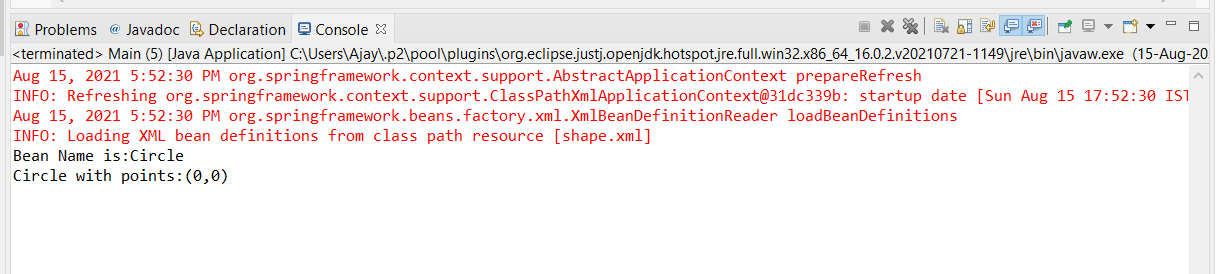 Problems @ Javadoc Declaration Console
<terminated> Main (5) [Java Application] C:\Users\Ajay\.p2\pool\plugins\org.eclipse.justj.openjdk.hotspot.jre.full.win32.x86_64_16.0.2.v20210721-1149\jre\bin\javaw.exe (15-Aug-20
Aug 15, 2021 5:52:30 PM org.springframework.context.support.AbstractApplicationContext prepareRefresh
INFO: Refreshing org.springframework.context.support.ClassPathXmlApplicationContext@31dc339b: startup date [Sun Aug 15 17:52:30 IST
Aug 15, 2021 5:52:30 PM org.springframework.beans.factory.xml.XmlBeanDefinitionReader loadBeanDefinitions
INFO: Loading XML bean definitions from class path resource [shape.xml]
Bean Name is:Circle
Circle with points:(0,0)